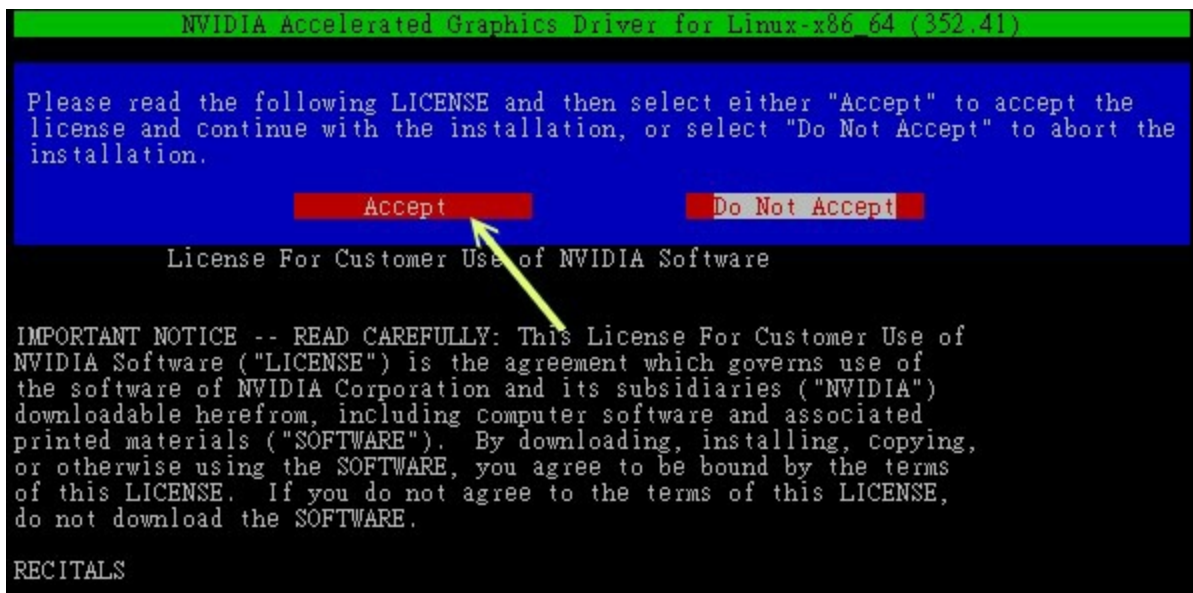 NVIDIA Accelerated Graphics Driver for Linux-x86_64 (352.41)
Please read the following LICENSE and then select either "Accept" to accept the
license and continue with the installation, or select "Do Not Accept" to abort the
installation.
Accept Do Not Accept
License For Customer Use of NVIDIA Software
IMPORTANT NOTICE -- READ CAREFULLY: This License For Customer Use of
NVIDIA Software ("LICENSE") is the agreement which governs use of
the software of NVIDIA Corporation and its subsidiaries ("NVIDIA")
downloadable herefrom, including computer software and associated
printed materials ("SOFTWARE").  By downloading, installing, copying,
or otherwise using the SOFTWARE, you agree to be bound by the terms
of this LICENSE.  If you do not agree to the terms of this LICENSE,
do not download the SOFTWARE.
RECITALS